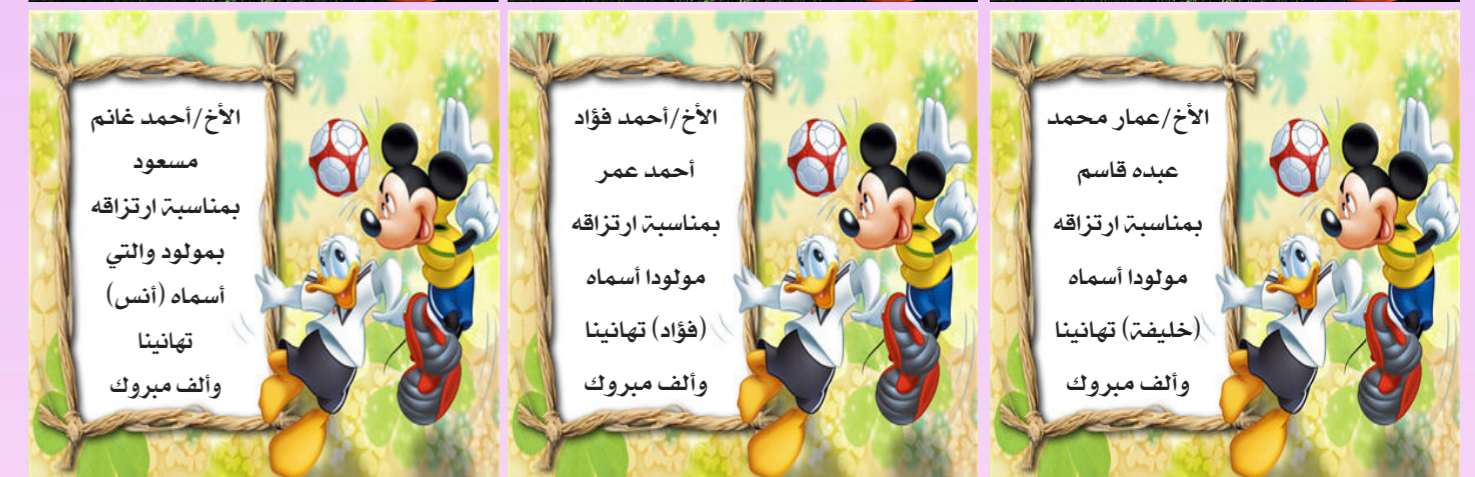 الأخ/عمار محمد
عبده قاسم
بمناسبة ارتزاقه
مولودا أسماه
(خليفة) تهانينا
وألف مبروك
الأخ/أحمد فؤاد
أحمد عمر
بمناسبة ارتزاقه
مولودا أسماه
(فؤاد) تهانينا
وألف مبروك
الأخ/أحمد غانم
مسعود
بمناسبة ارتزاقه
بمولود والتي
أسماه (أنس)
تهانينا
وألف مبروك